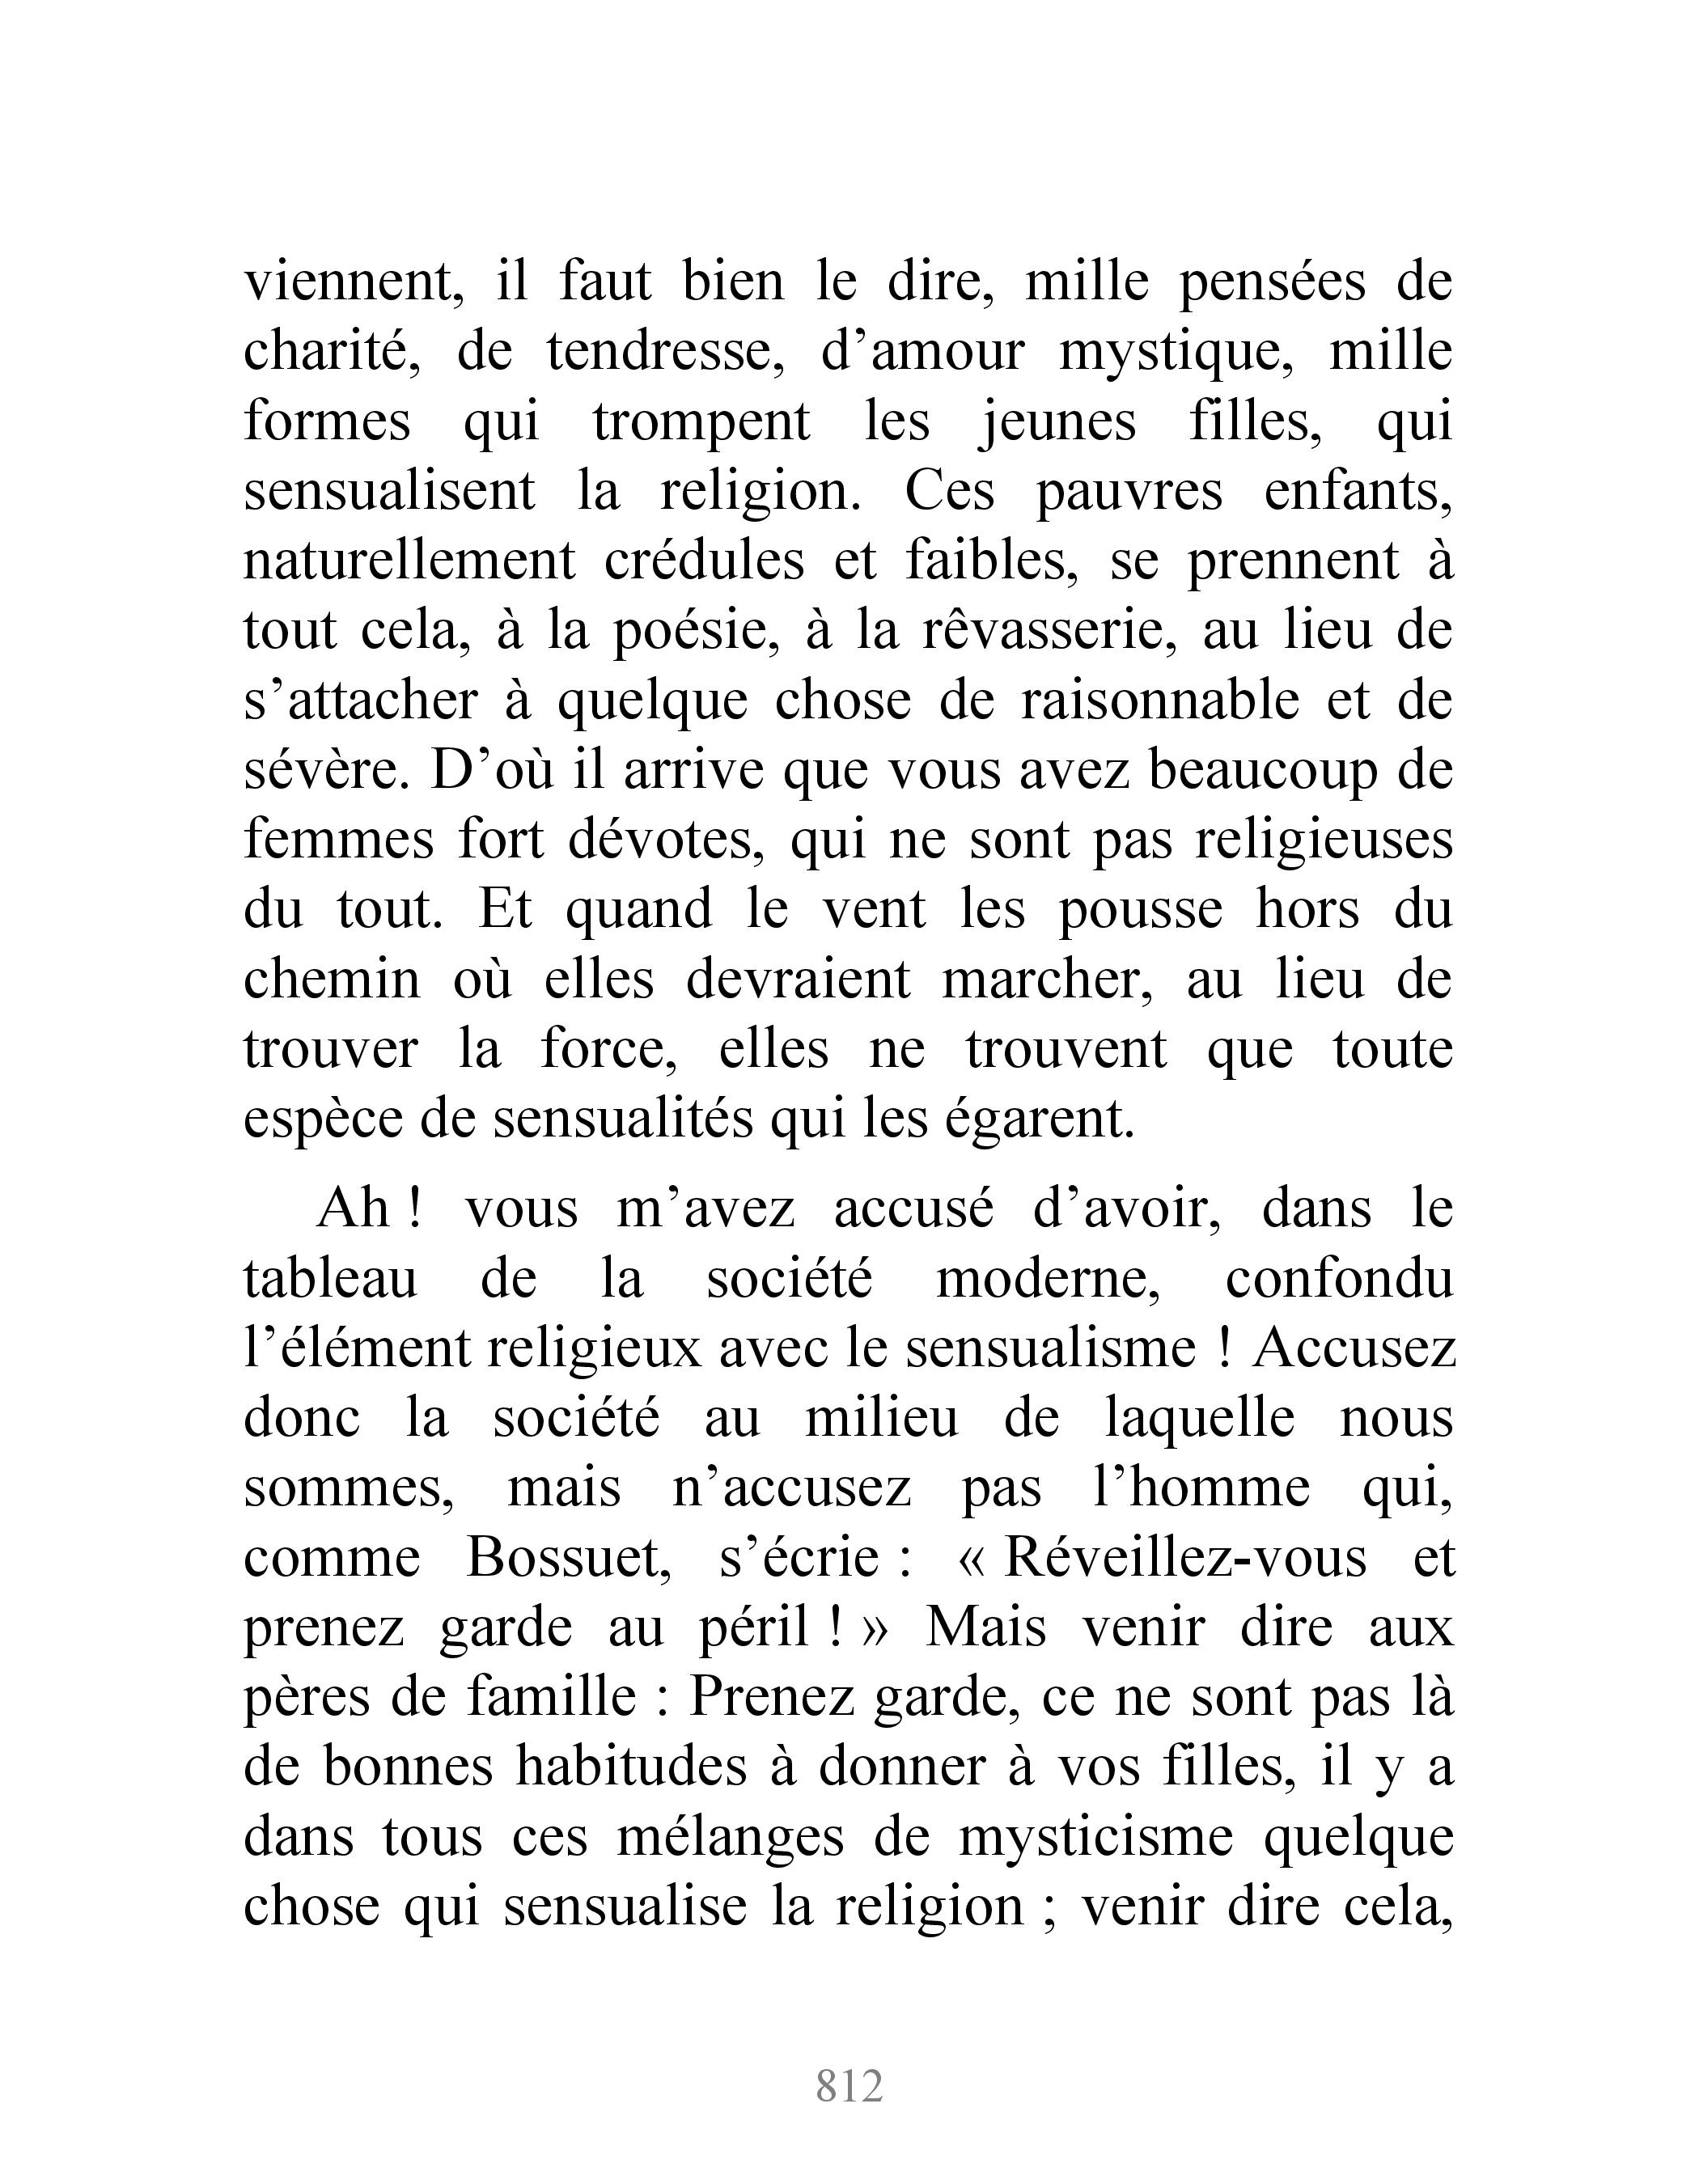 viennent, il faut bien le dire, mille pensées de
charité, de tendresse, d’amour mystique, mille
formes qui trompent les jeunes filles, qui
sensualisent la religion. Ces pauvres enfants,
naturellement crédules et faibles, se prennent à
tout cela, à la poésie, à la rêvasserie, au lieu de
s’attacher à quelque chose de raisonnable et de
sévère. D’où il arrive que vous avez beaucoup de
femmes fort dévotes, qui ne sont pas religieuses
du tout. Et quand le vent les pousse hors du
chemin où elles devraient marcher, au lieu de
trouver la force, elles ne trouvent que toute
espèce de sensualités qui les égarent.
Ah ! vous m’avez accusé d’avoir, dans le
tableau de la société moderne, confondu
l’élément religieux avec le sensualisme ! Accusez
donc la société au milieu de laquelle nous
sommes, mais n’accusez pas l’homme qui,
comme Bossuet, s’écrie : « Réveillez-vous et
prenez garde au péril ! » Mais venir dire aux
pères de famille : Prenez garde, ce ne sont pas là
de bonnes habitudes à donner à vos filles, il y a
dans tous ces mélanges de mysticisme quelque
chose qui sensualise la religion ; venir dire cela,
812